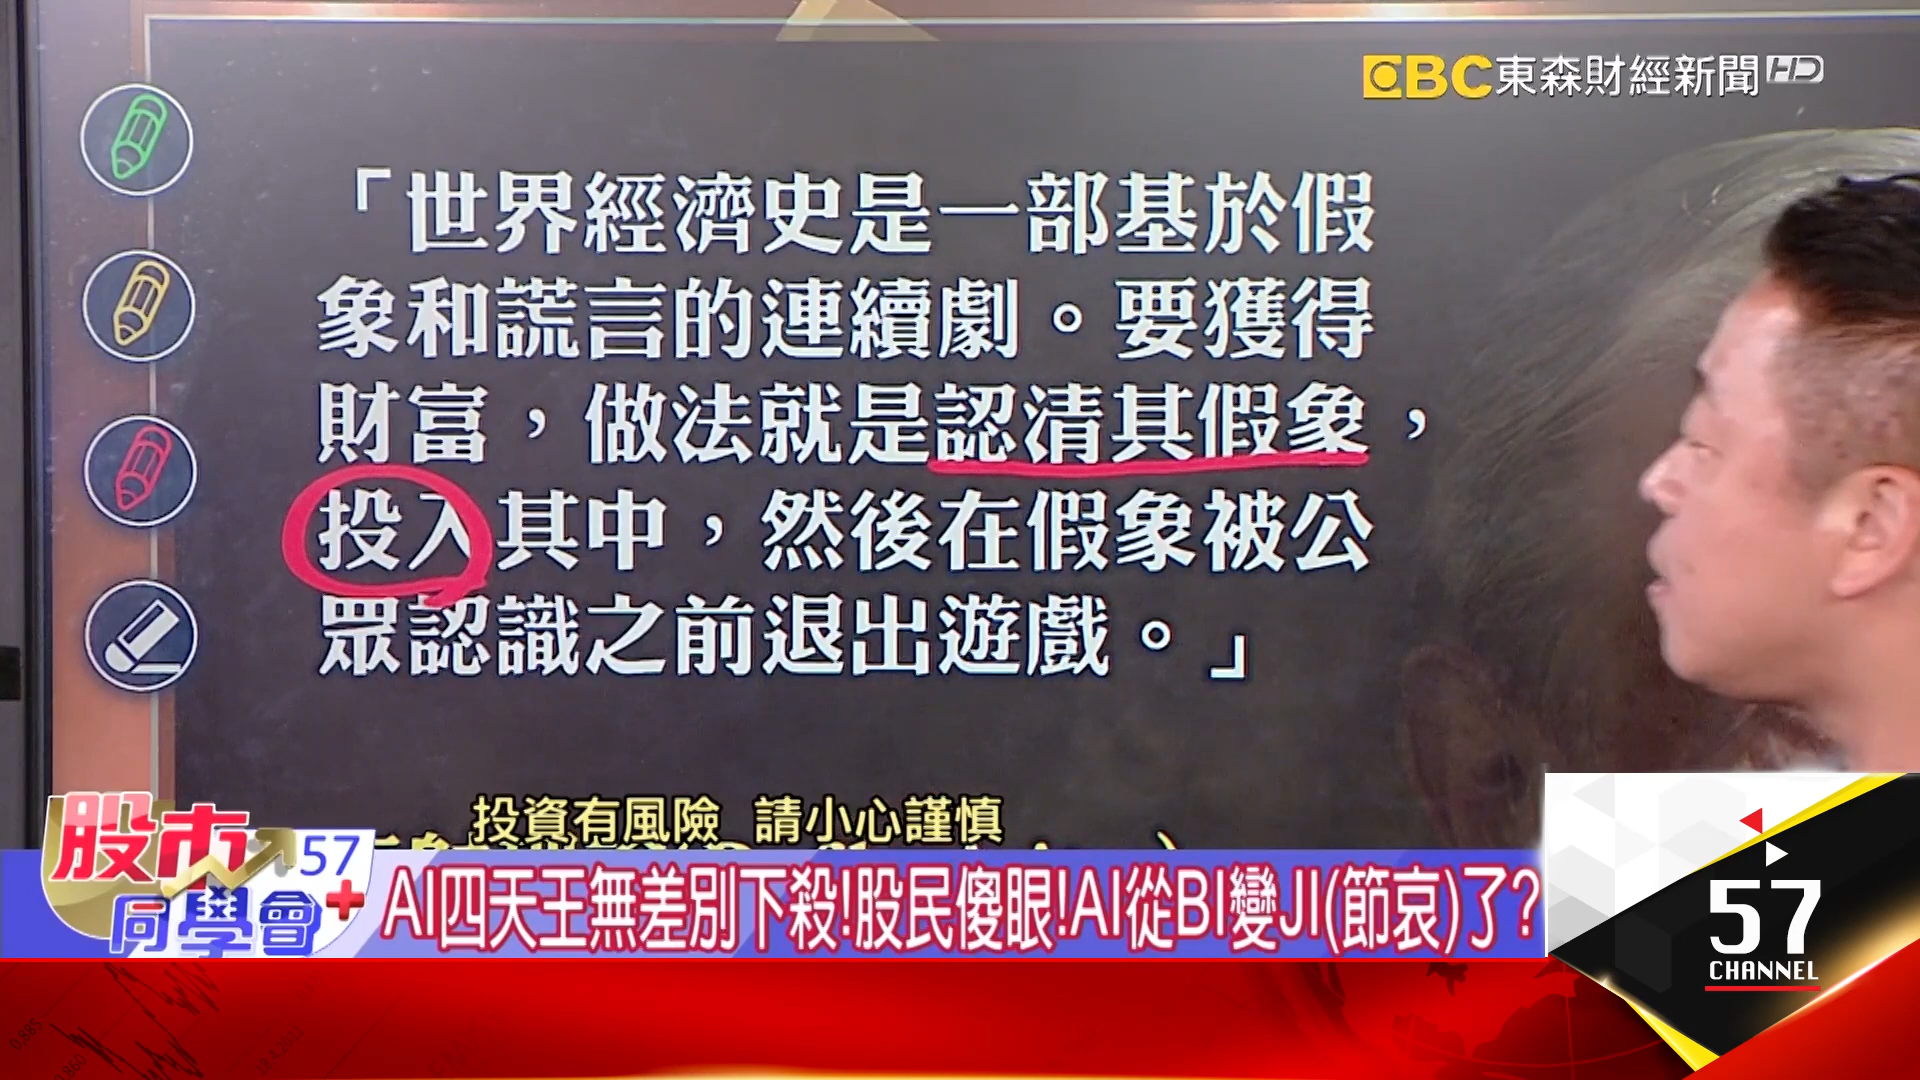 EBC東森財經新聞HD
「世界經濟史是一部基於假
象和謊言的連續劇。要獲得
財富，做法就是認清其假象，
投入其中，然後在假象被公
眾認識之前退出遊戲。」
投資有風險 請小心謹慎
股市 57
同學會+
AI四天王無差別下殺!股民傻眼!AI從BI變JI(節哀)了?
57
CHANNEL
0.885
0.860